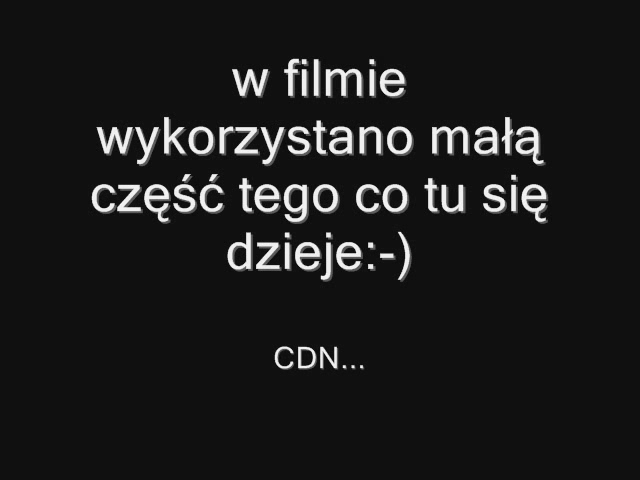 w filmie
wykorzystano małą
część tego co tu się
dzieje:-)
CDN...